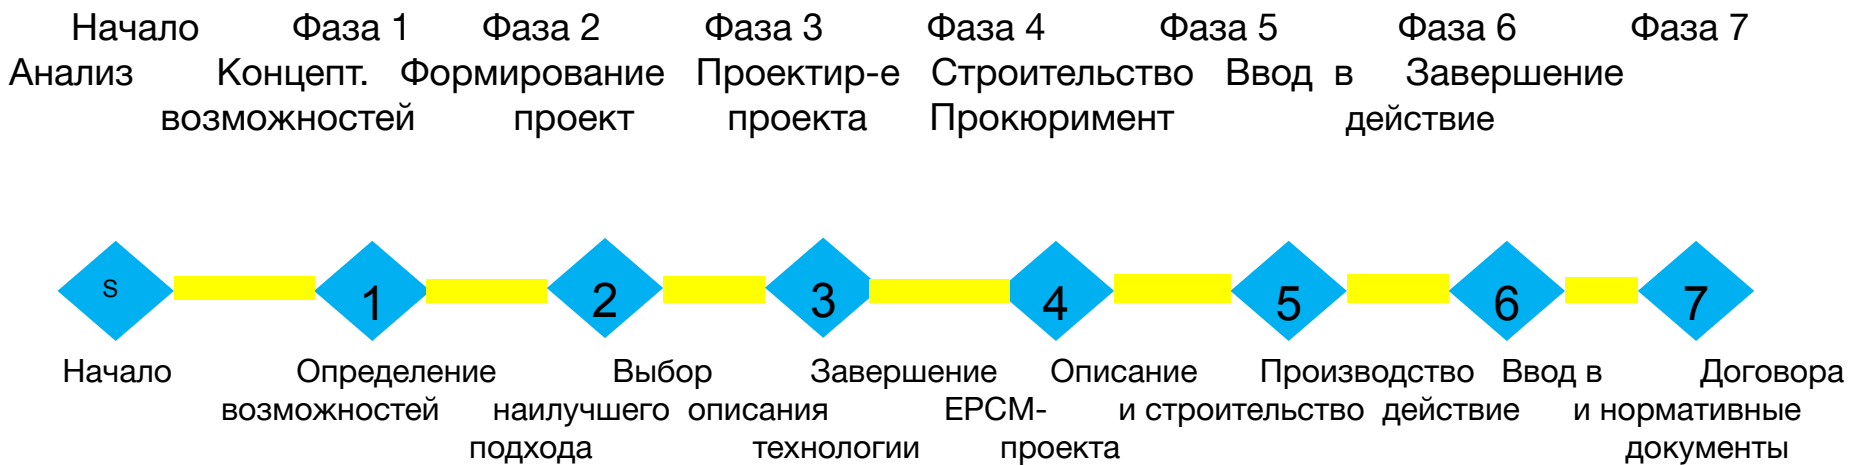 Начало Фаза 1 Фаза 2 Фаза 3 Фаза 4 Фаза 5 Фаза 6 Фаза 7
Анализ Концепт. Формирование Проектир-е Строительство Ввод в Завершение
возможностей проект проекта Прокюримент действие
S 1 2 3 4 5 6 7
Начало Определение Выбор Завершение Описание Производство Ввод в Договора
возможностей наилучшего описания EPCM- и строительство действие и нормативные
подхода технологии проекта документы